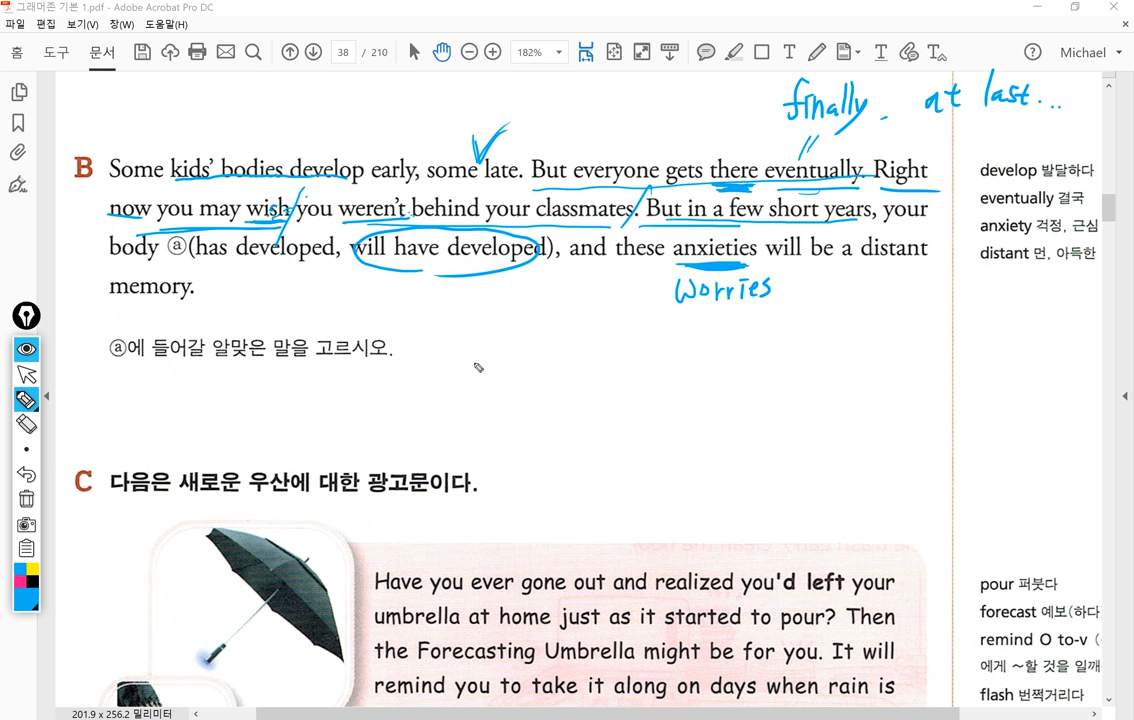 그래머존 기본 1.pdf - Adobe Acrobat Pro DC
파일 편집 보기(V) 창(W) 도움말(H)
홈 도구 문서 38 / 210 182% Michael
finally, at last...
B Some kids' bodies develop early, some late. But everyone gets there eventually. Right
now you may wish you weren't behind your classmates. But in a few short years, your
body ⓐ(has developed, will have developed), and these anxieties will be a distant
memory.
worries
develop 발달하다
eventually 결국
anxiety 걱정, 근심
distant 먼, 아득한
ⓐ에 들어갈 알맞은 말을 고르시오.
C 다음은 새로운 우산에 대한 광고문이다.
Have you ever gone out and realized you'd left your
umbrella at home just as it started to pour? Then
the Forecasting Umbrella might be for you. It will
remind you to take it along on days when rain is
pour 퍼붓다
forecast 예보(하다)
remind O to-v (
에게 ~할 것을 일깨
flash 번쩍거리다
201.9 x 256.2 밀리미터